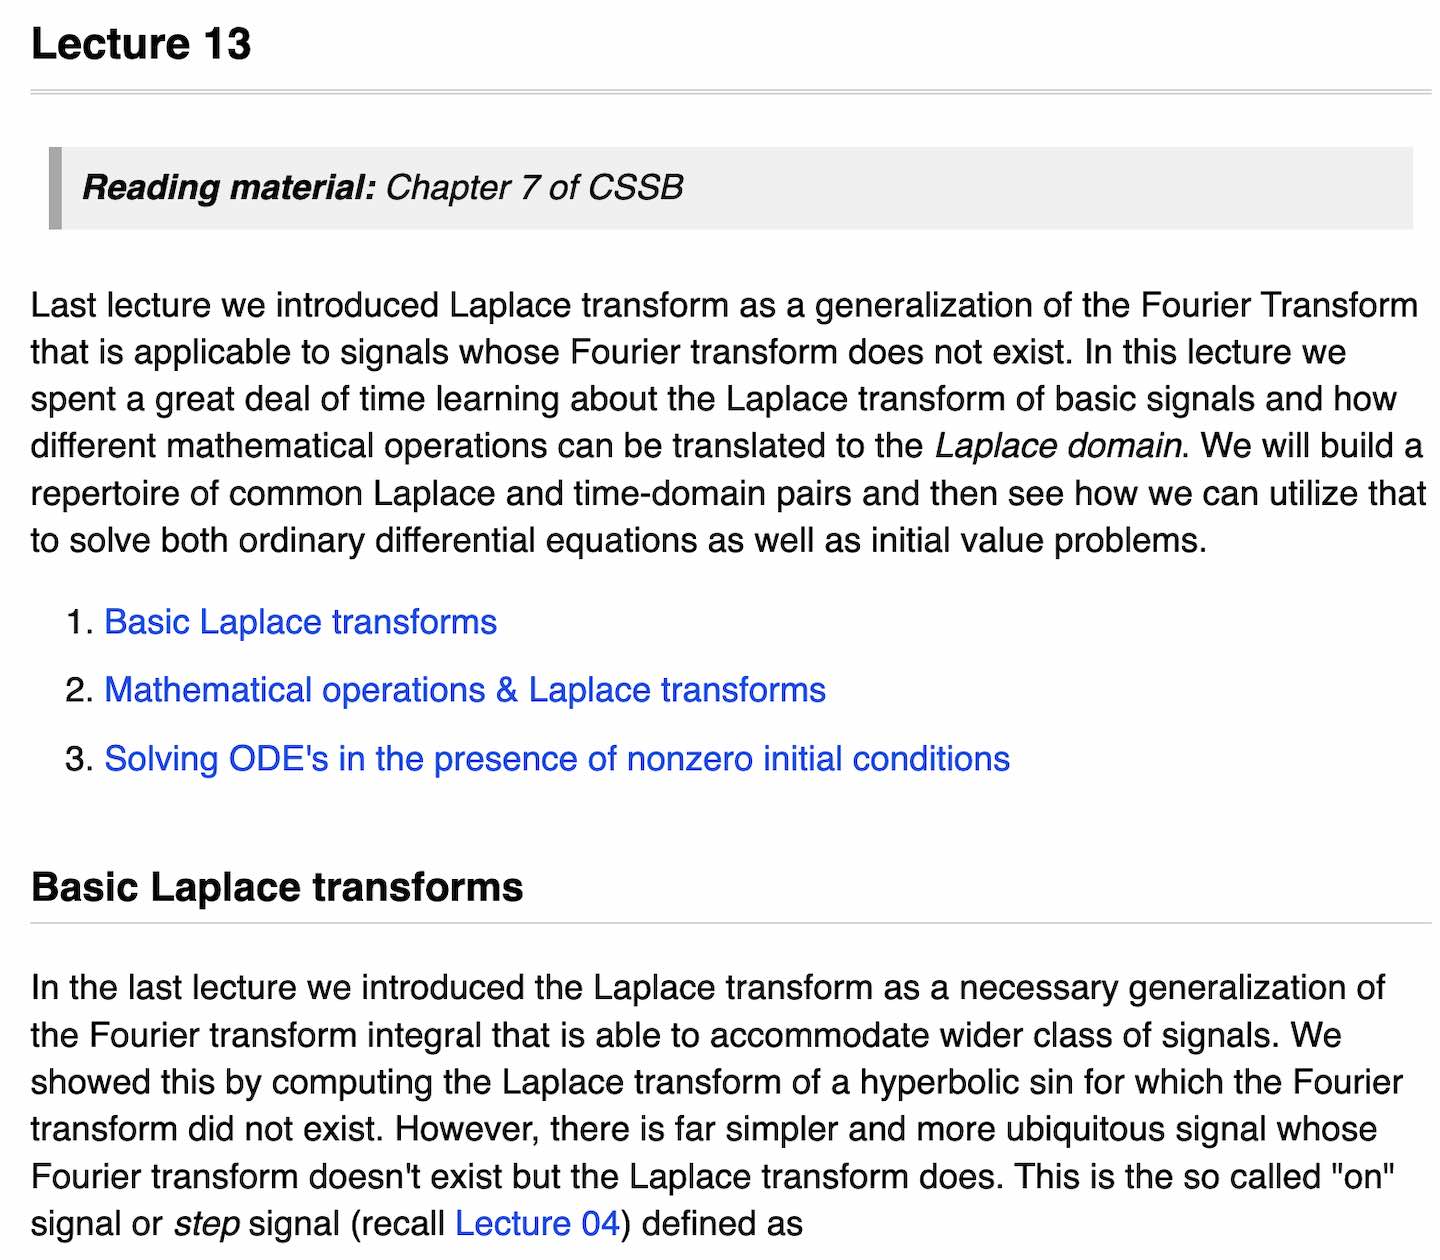 Lecture 13
Reading material: Chapter 7 of CSSB
Last lecture we introduced Laplace transform as a generalization of the Fourier Transform
that is applicable to signals whose Fourier transform does not exist. In this lecture we
spent a great deal of time learning about the Laplace transform of basic signals and how
different mathematical operations can be translated to the Laplace domain. We will build a
repertoire of common Laplace and time-domain pairs and then see how we can utilize that
to solve both ordinary differential equations as well as initial value problems.
1. Basic Laplace transforms
2. Mathematical operations & Laplace transforms
3. Solving ODE's in the presence of nonzero initial conditions
Basic Laplace transforms
In the last lecture we introduced the Laplace transform as a necessary generalization of
the Fourier transform integral that is able to accommodate wider class of signals. We
showed this by computing the Laplace transform of a hyperbolic sin for which the Fourier
transform did not exist. However, there is far simpler and more ubiquitous signal whose
Fourier transform doesn't exist but the Laplace transform does. This is the so called "on"
signal or step signal (recall Lecture 04) defined as